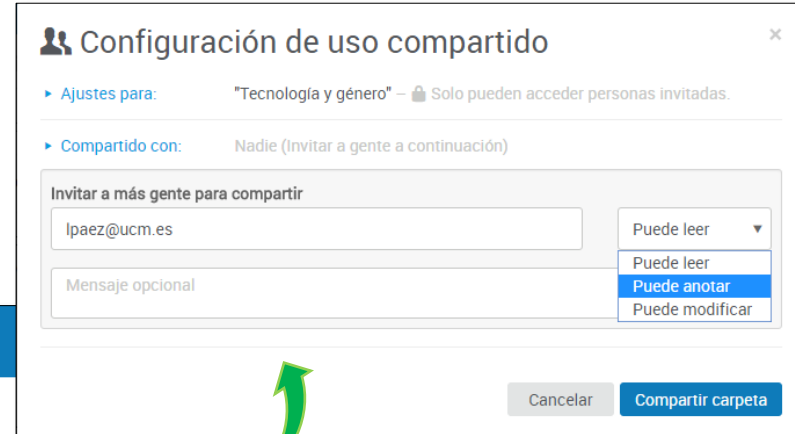 Configuración de uso compartido
×
▸ Ajustes para: "Tecnología y género" – Solo pueden acceder personas invitadas.
▸ Compartido con: Nadie (Invitar a gente a continuación)
Invitar a más gente para compartir
lpaez@ucm.es Puede leer ▼
Puede leer
Mensaje opcional Puede anotar
Puede modificar
Cancelar Compartir carpeta